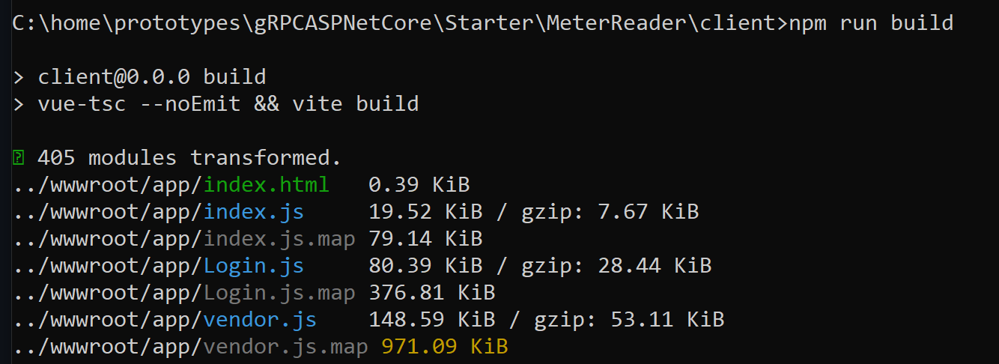 C:\home\prototypes\gRPCASPNetCore\Starter\MeterReader\client>npm run build
> client@0.0.0 build
> vue-tsc --noEmit && vite build
405 modules transformed.
../wwwroot/app/index.html   0.39 KiB
../wwwroot/app/index.js     19.52 KiB / gzip: 7.67 KiB
../wwwroot/app/index.js.map 79.14 KiB
../wwwroot/app/Login.js     80.39 KiB / gzip: 28.44 KiB
../wwwroot/app/Login.js.map 376.81 KiB
../wwwroot/app/vendor.js    148.59 KiB / gzip: 53.11 KiB
../wwwroot/app/vendor.js.map 971.09 KiB